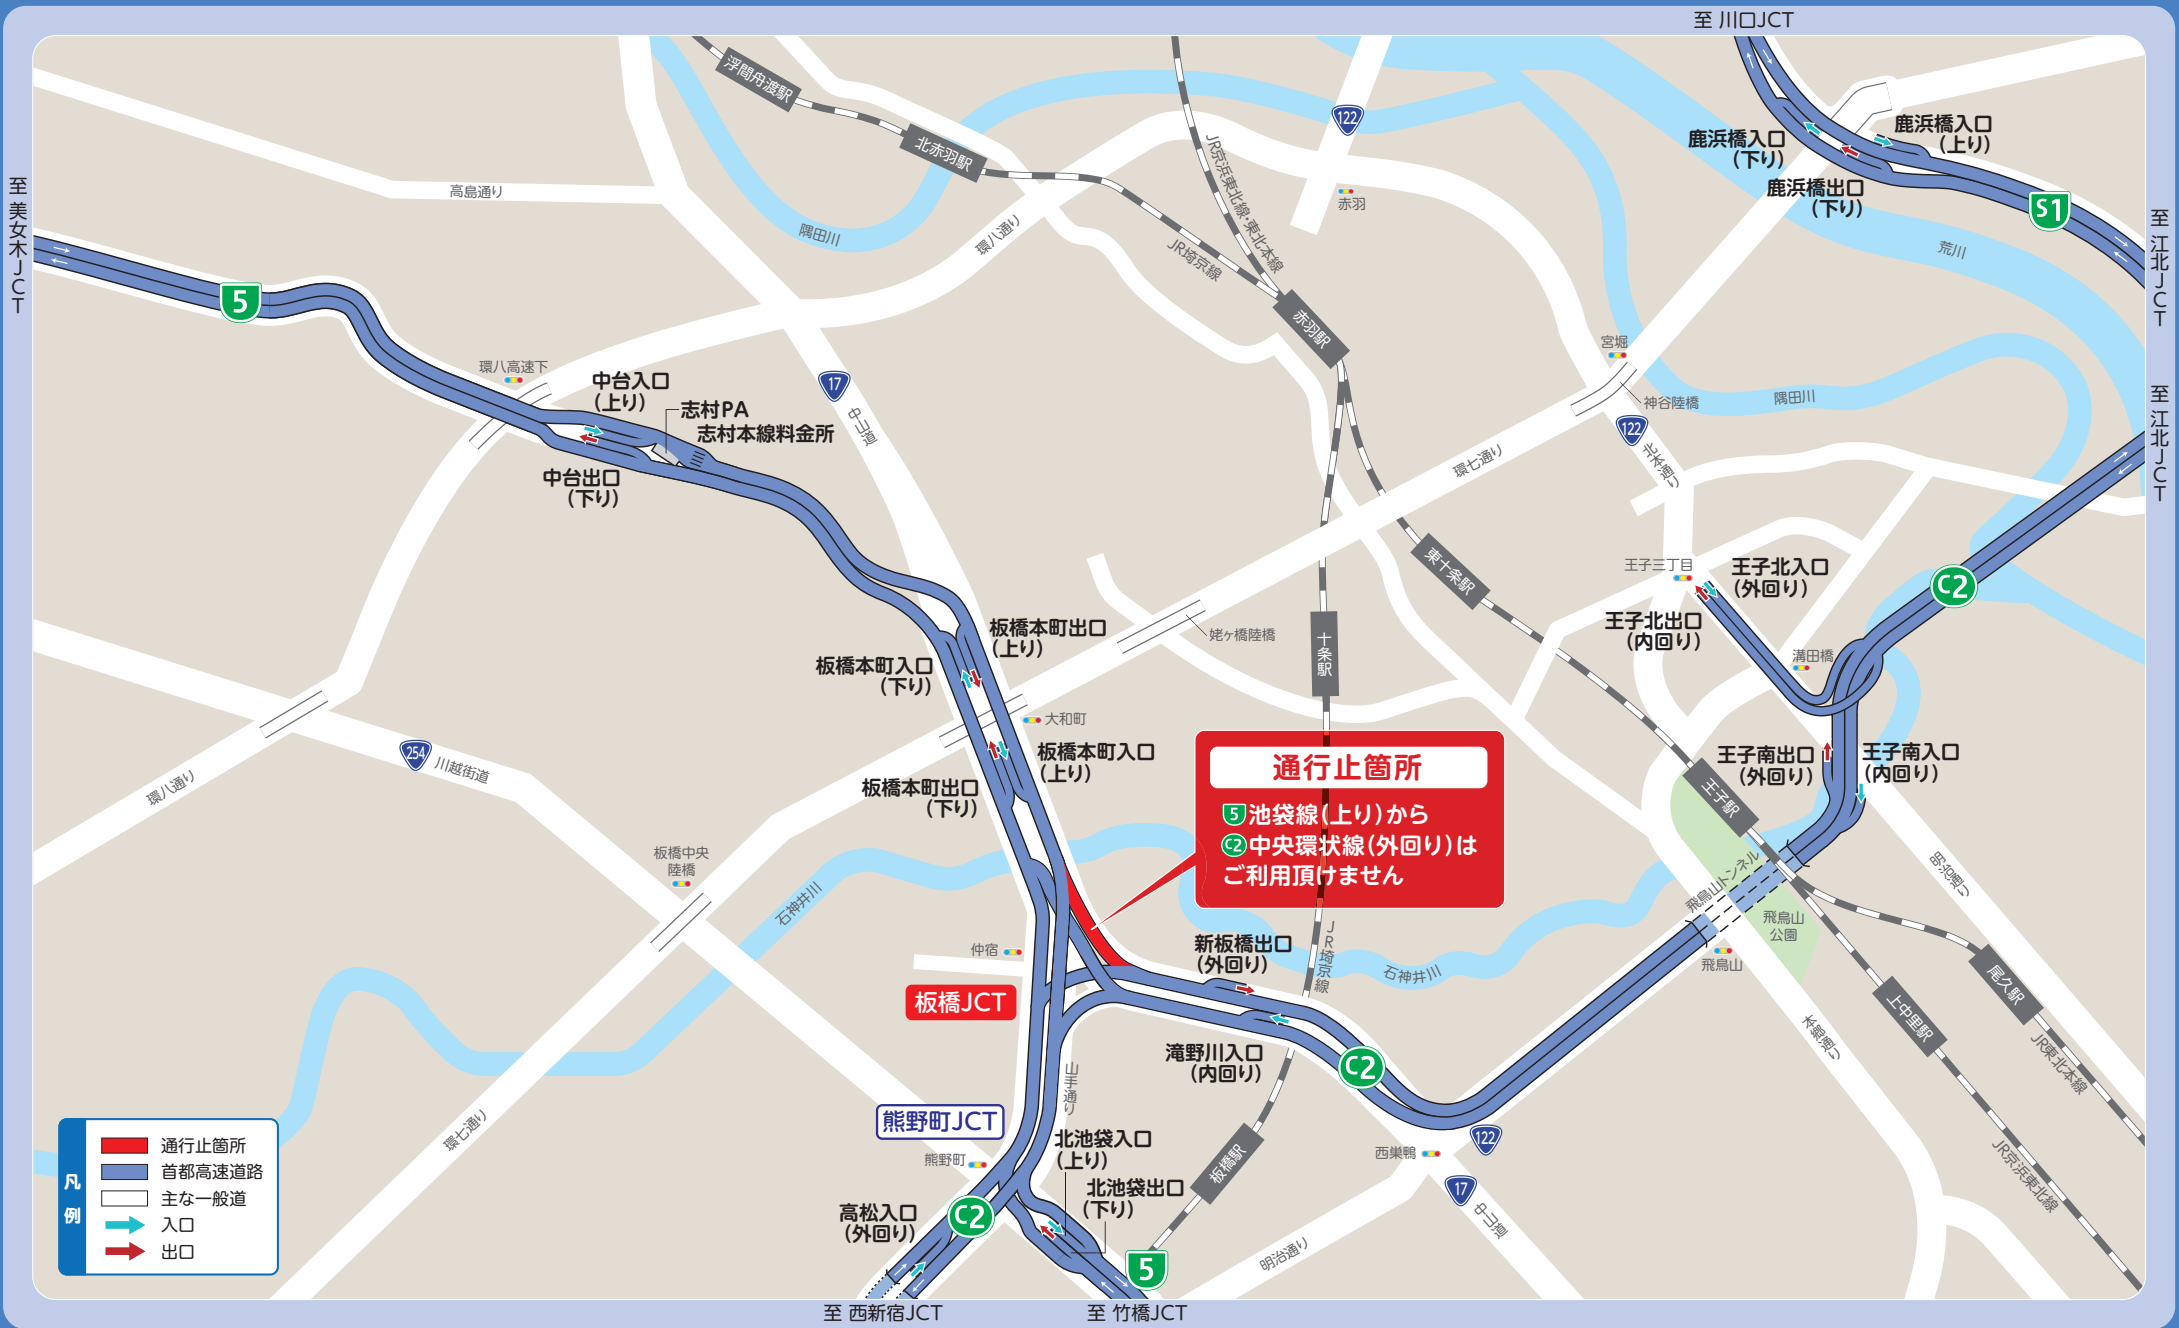 至 川口JCT
至 美女木JCT
至 江北JCT
至 江北JCT
至 西新宿JCT
至 竹橋JCT
浮間舟渡駅
北赤羽駅
高島通り
隅田川
環八通り
JR京浜東北線・東北本線
JR埼京線
122
赤羽
赤羽駅
鹿浜橋入口
(下り)
鹿浜橋入口
(上り)
鹿浜橋出口
(下り)
S1
荒川
5
環八高速下
中台入口
(上り)
志村PA
志村本線料金所
中台出口
(下り)
17
中山道
宮堀
神谷陸橋
122
北本通り
隅田川
環七通り
東十条駅
十条駅
姥ヶ橋陸橋
王子三丁目
王子北入口
(外回り)
王子北出口
(内回り)
溝田橋
C2
板橋本町出口
(上り)
板橋本町入口
(下り)
大和町
板橋本町入口
(上り)
板橋本町出口
(下り)
254
川越街道
環八通り
通行止箇所
5池袋線(上り)から
C2中央環状線(外回り)は
ご利用頂けません
王子南出口
(外回り)
王子南入口
(内回り)
王子駅
飛鳥山トンネル
飛鳥山
公園
飛鳥山
明治通り
板橋中央
陸橋
石神井川
仲宿
板橋JCT
新板橋出口
(外回り)
JR埼京線
石神井川
滝野川入口
(内回り)
C2
尾久駅
上中里駅
JR東北本線
JR京浜東北線
本郷通り
山手通り
熊野町JCT
熊野町
北池袋入口
(上り)
北池袋出口
(下り)
高松入口
(外回り)
C2
5
板橋駅
西巣鴨
122
17
中山道
明治通り
環七通り
凡例
通行止箇所
首都高速道路
主な一般道
入口
出口